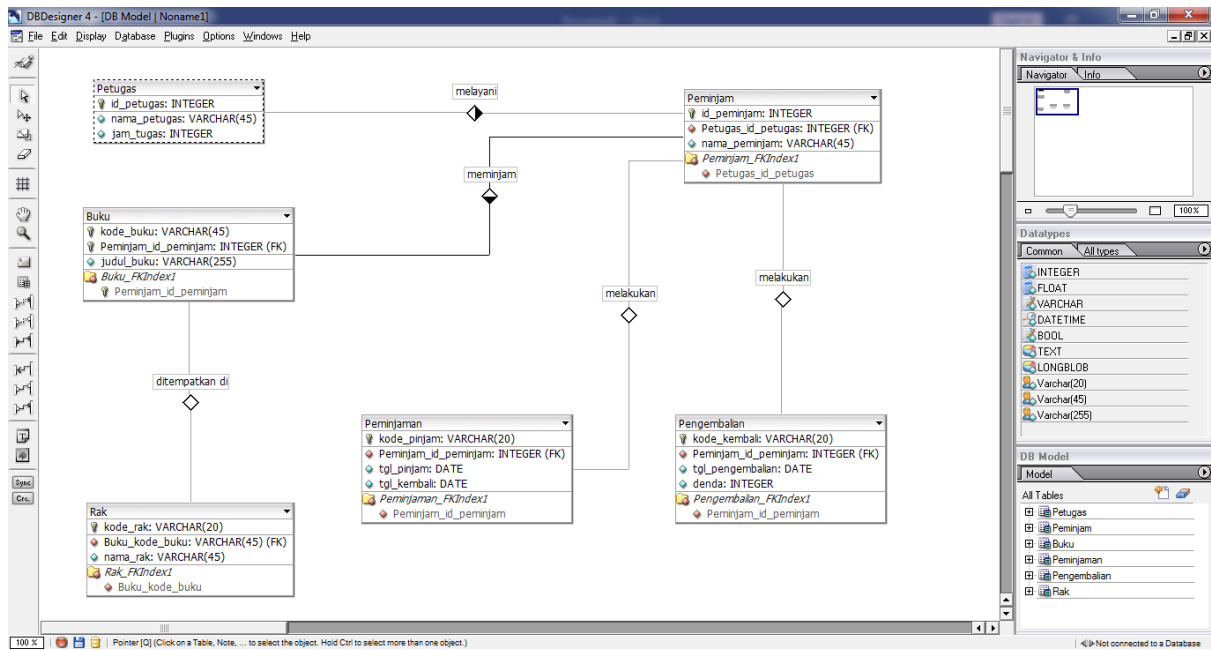 DBDesigner 4 - [DB Model | Noname1]
File Edit Display Database Plugins Options Windows Help
Petugas
id_petugas: INTEGER
nama_petugas: VARCHAR(45)
jam_tugas: INTEGER
melayani
Peminjam
id_peminjam: INTEGER
Petugas_id_petugas: INTEGER (FK)
nama_peminjam: VARCHAR(45)
Peminjam_FKIndex1
Petugas_id_petugas
meminjam
Buku
kode_buku: VARCHAR(45)
Peminjam_id_peminjam: INTEGER (FK)
judul_buku: VARCHAR(255)
Buku_FKIndex1
Peminjam_id_peminjam
melakukan
melakukan
ditempatkan di
Peminjaman
kode_pinjam: VARCHAR(20)
Peminjam_id_peminjam: INTEGER (FK)
tgl_pinjam: DATE
tgl_kembali: DATE
Peminjaman_FKIndex1
Peminjam_id_peminjam
Pengembalian
kode_kembali: VARCHAR(20)
Peminjam_id_peminjam: INTEGER (FK)
tgl_pengembalian: DATE
denda: INTEGER
Pengembalian_FKIndex1
Peminjam_id_peminjam
Rak
kode_rak: VARCHAR(20)
Buku_kode_buku: VARCHAR(45) (FK)
nama_rak: VARCHAR(45)
Rak_FKIndex1
Buku_kode_buku
Sync
Crc.
Navigator & Info
Navigator Info
100%
Datatypes
Common All types
INTEGER
FLOAT
VARCHAR
DATETIME
BOOL
TEXT
LONGBLOB
Varchar(20)
Varchar(45)
Varchar(255)
DB Model
Model
All Tables
Petugas
Peminjam
Buku
Peminjaman
Pengembalian
Rak
100 % Pointer [Q] (Click on a Table, Note, ... to select the object. Hold Ctrl to select more than one object.) Not connected to a Database